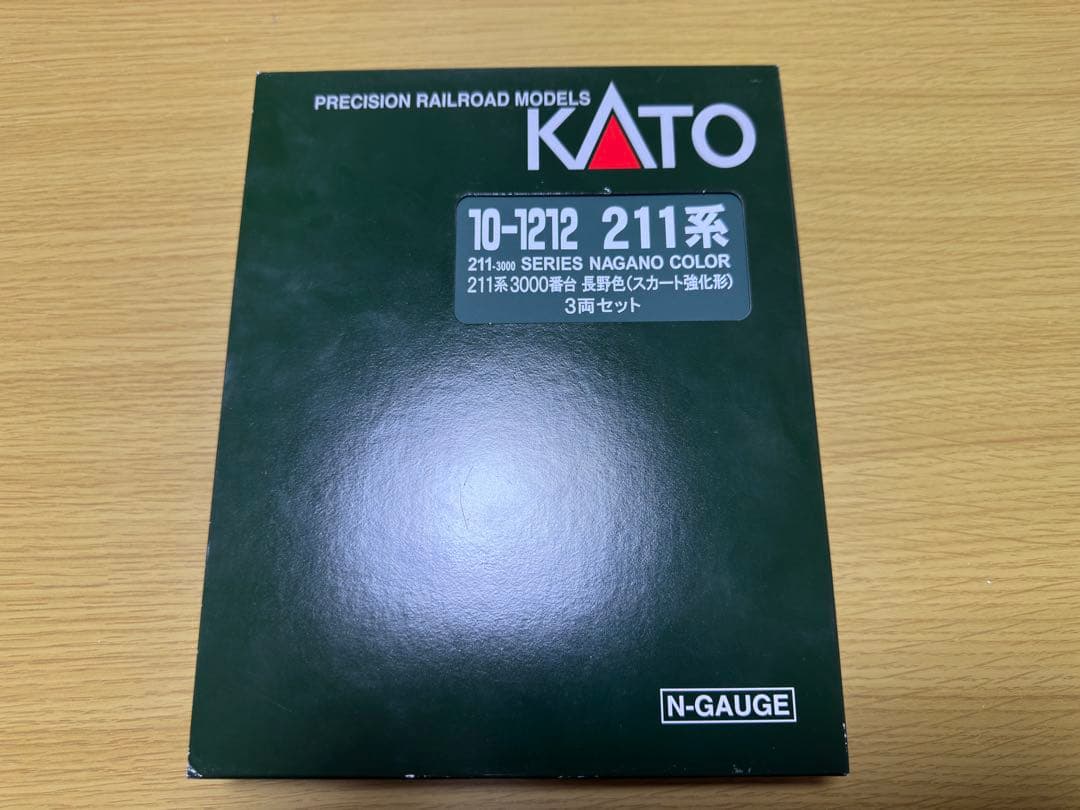 PRECISION RAILROAD MODELS
KATO
10-1212 211系
211-3000 SERIES NAGANO COLOR
211系3000番台 長野色(スカート強化形)
3両セット
N-GAUGE